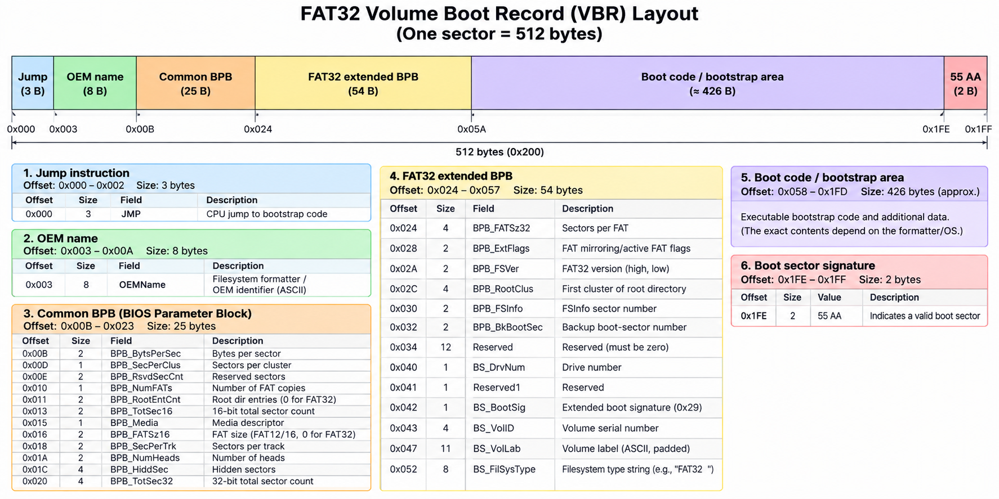 FAT32 Volume Boot Record (VBR) Layout
(One sector = 512 bytes)
Jump
(3 B)
OEM name
(8 B)
Common BPB
(25 B)
FAT32 extended BPB
(54 B)
Boot code / bootstrap area
(≈ 426 B)
55 AA
(2 B)
0x000 0x003 0x00B 0x024 0x05A 0x1FE 0x1FF
512 bytes (0x200)
1. Jump instruction
Offset: 0x000 – 0x002 Size: 3 bytes
Offset Size Field Description
0x000 3 JMP CPU jump to bootstrap code
2. OEM name
Offset: 0x003 – 0x00A Size: 8 bytes
Offset Size Field Description
0x003 8 OEMName Filesystem formatter /
OEM identifier (ASCII)
3. Common BPB (BIOS Parameter Block)
Offset: 0x00B – 0x023 Size: 25 bytes
Offset Size Field Description
0x00B 2 BPB_BytsPerSec Bytes per sector
0x00D 1 BPB_SecPerClus Sectors per cluster
0x00E 2 BPB_RsvdSecCnt Reserved sectors
0x010 1 BPB_NumFATs Number of FAT copies
0x011 2 BPB_RootEntCnt Root dir entries (0 for FAT32)
0x013 2 BPB_TotSec16 16-bit total sector count
0x015 1 BPB_Media Media descriptor
0x016 2 BPB_FATSz16 FAT size (FAT12/16, 0 for FAT32)
0x018 2 BPB_SecPerTrk Sectors per track
0x01A 2 BPB_NumHeads Number of heads
0x01C 4 BPB_HiddSec Hidden sectors
0x020 4 BPB_TotSec32 32-bit total sector count
4. FAT32 extended BPB
Offset: 0x024 – 0x057 Size: 54 bytes
Offset Size Field Description
0x024 4 BPB_FATSz32 Sectors per FAT
0x028 2 BPB_ExtFlags FAT mirroring/active FAT flags
0x02A 2 BPB_FSVer FAT32 version (high, low)
0x02C 4 BPB_RootClus First cluster of root directory
0x030 2 BPB_FSInfo FSInfo sector number
0x032 2 BPB_BkBootSec Backup boot-sector number
0x034 12 Reserved Reserved (must be zero)
0x040 1 BS_DrvNum Drive number
0x041 1 Reserved1 Reserved
0x042 1 BS_BootSig Extended boot signature (0x29)
0x043 4 BS_VolID Volume serial number
0x047 11 BS_VolLab Volume label (ASCII, padded)
0x052 8 BS_FilSysType Filesystem type string (e.g., "FAT32  ")
5. Boot code / bootstrap area
Offset: 0x058 – 0x1FD Size: 426 bytes (approx.)
Executable bootstrap code and additional data.
(The exact contents depend on the formatter/OS.)
6. Boot sector signature
Offset: 0x1FE – 0x1FF Size: 2 bytes
Offset Size Value Description
0x1FE 2 55 AA Indicates a valid boot sector